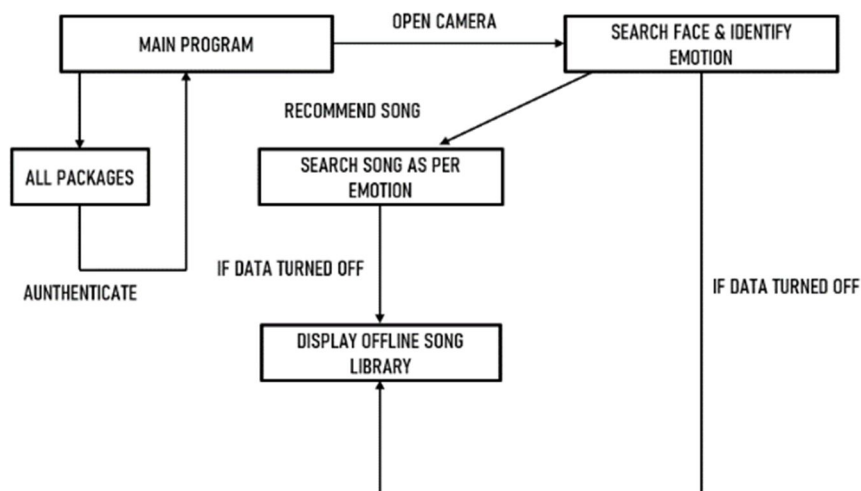 OPEN CAMERA
MAIN PROGRAM
SEARCH FACE & IDENTIFY
EMOTION
RECOMMEND SONG
ALL PACKAGES
SEARCH SONG AS PER
EMOTION
IF DATA TURNED OFF
AUNTHENTICATE
IF DATA TURNED OFF
DISPLAY OFFLINE SONG
LIBRARY